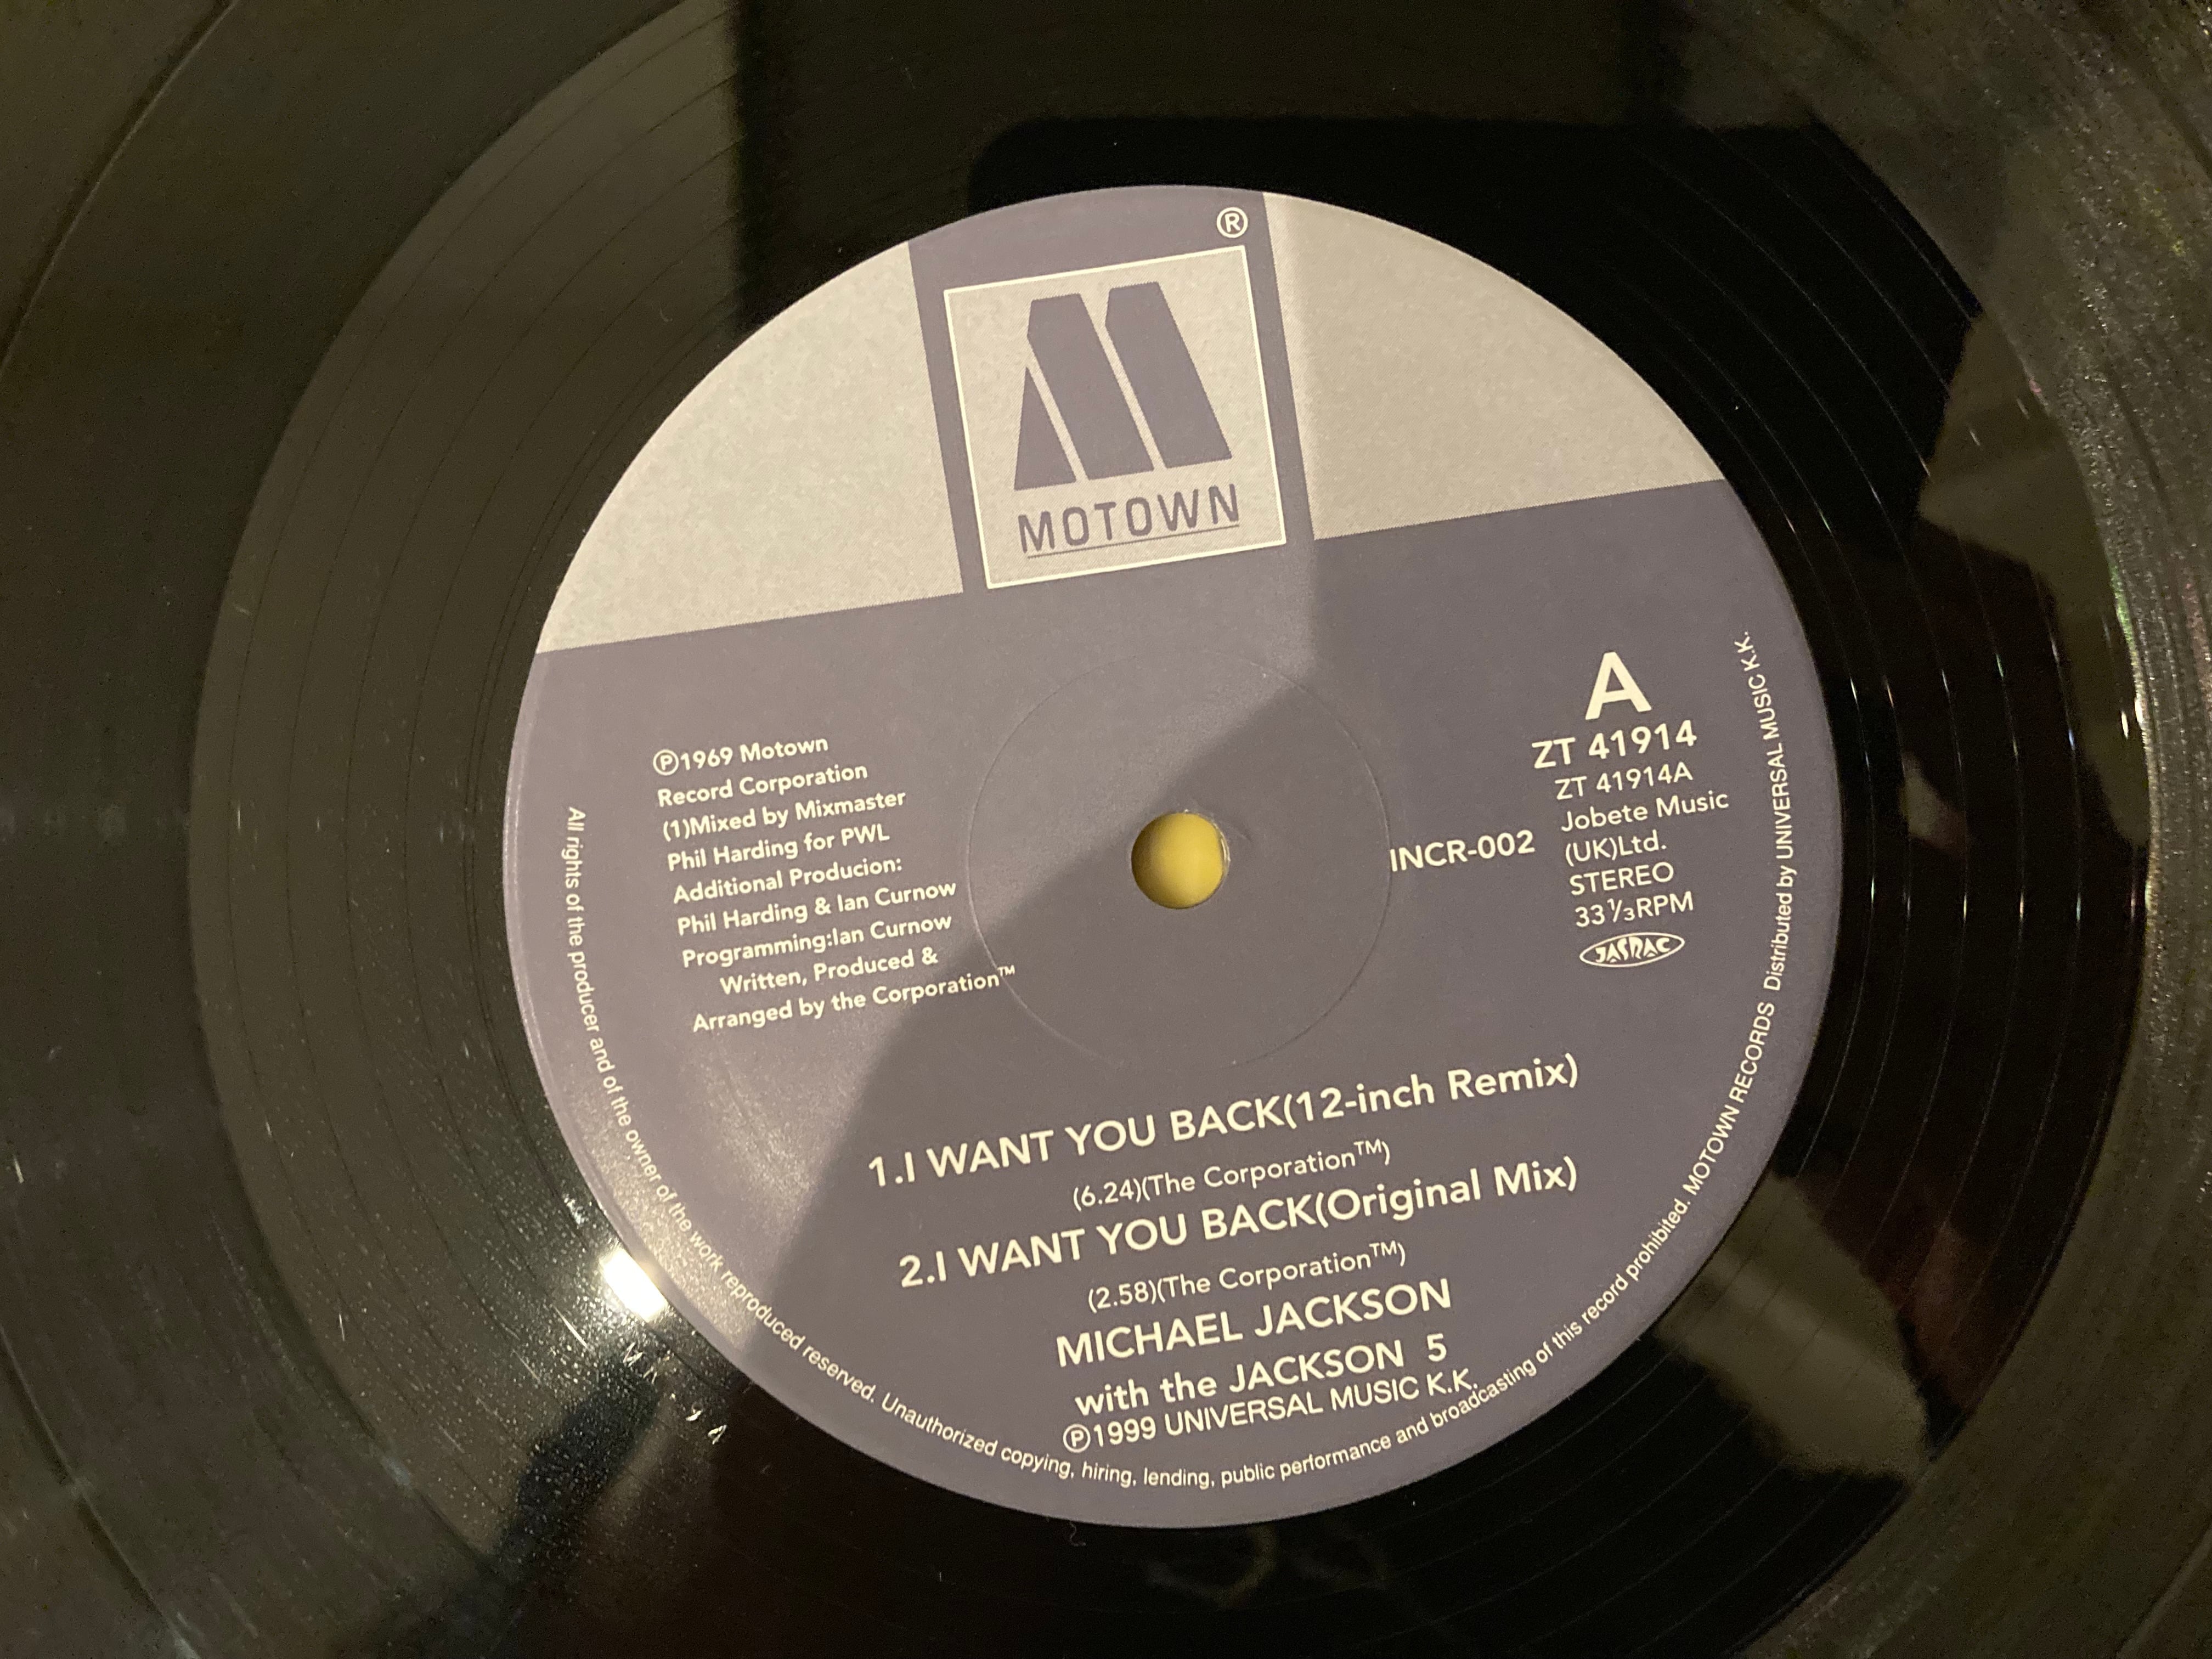 ®
MOTOWN
A
ZT 41914
ZT 41914A
Jobete Music
(UK)Ltd.
STEREO
33⅓RPM
JASRAC
INCR-002
Ⓟ1969 Motown
Record Corporation
(1)Mixed by Mixmaster
Phil Harding for PWL
Additional Producion:
Phil Harding & Ian Curnow
Programming:Ian Curnow
Written, Produced &
Arranged by the Corporation™
1.I WANT YOU BACK(12-inch Remix)
(6.24)(The Corporation™)
2.I WANT YOU BACK(Original Mix)
(2.58)(The Corporation™)
MICHAEL JACKSON
with the JACKSON 5
Ⓟ1999 UNIVERSAL MUSIC K.K.
All rights of the producer and of the owner of the work reproduced reserved. Unauthorized copying, hiring, lending, public performance and broadcasting of this record prohibited. MOTOWN RECORDS Distributed by UNIVERSAL MUSIC K.K.